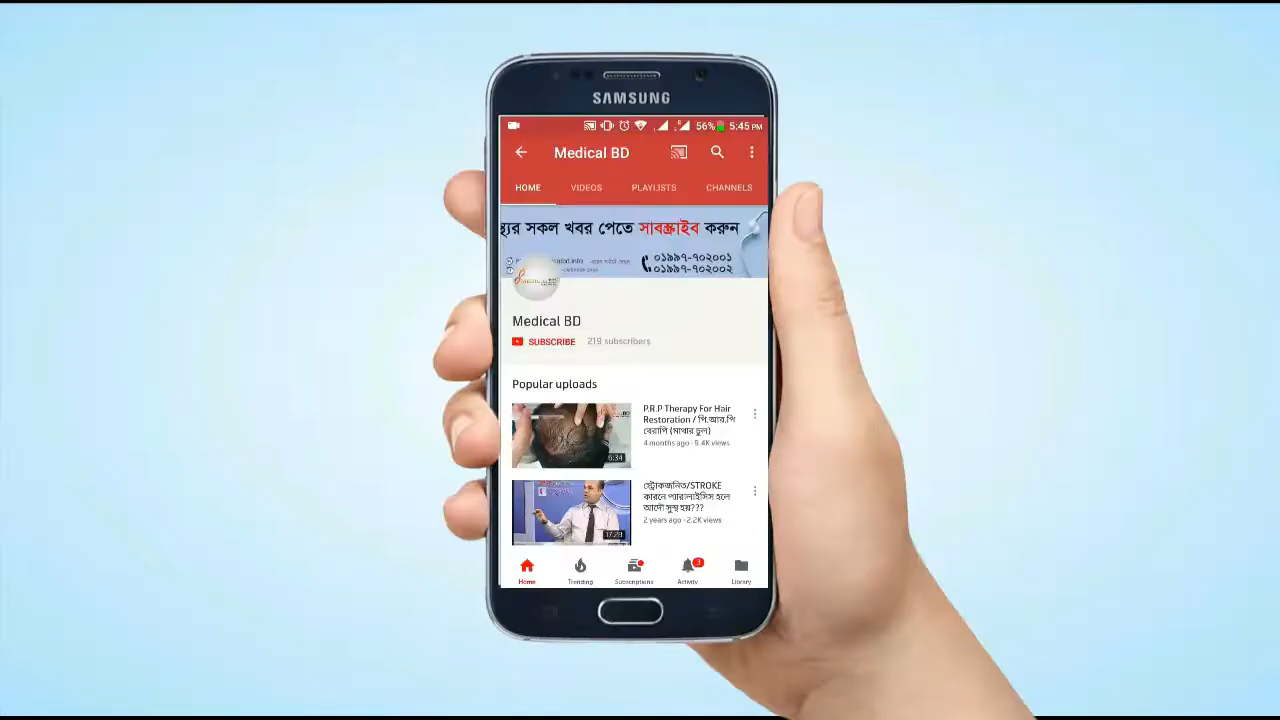 SAMSUNG
56% 5:45 PM
Medical BD
HOME VIDEOS PLAYLISTS CHANNELS
স্থ্যর সকল খবর পেতে সাবস্ক্রাইব করুন
০১৯৯৭-৭০২০০১
০১৯৯৭-৭০২০০২
Medical BD
SUBSCRIBE 219 subscribers
Popular uploads
P.R.P Therapy For Hair
Restoration / পি.আর.পি
থেরাপি (মাথার চুল)
4 months ago · 9.4K views
6:34
স্ট্রোকজনিত/STROKE
কারনে প্যারালাইসিস হলে
আদৌ সুস্থ হয়???
2 years ago · 2.2K views
17:28
3
Home Trending Subscriptions Activity Library